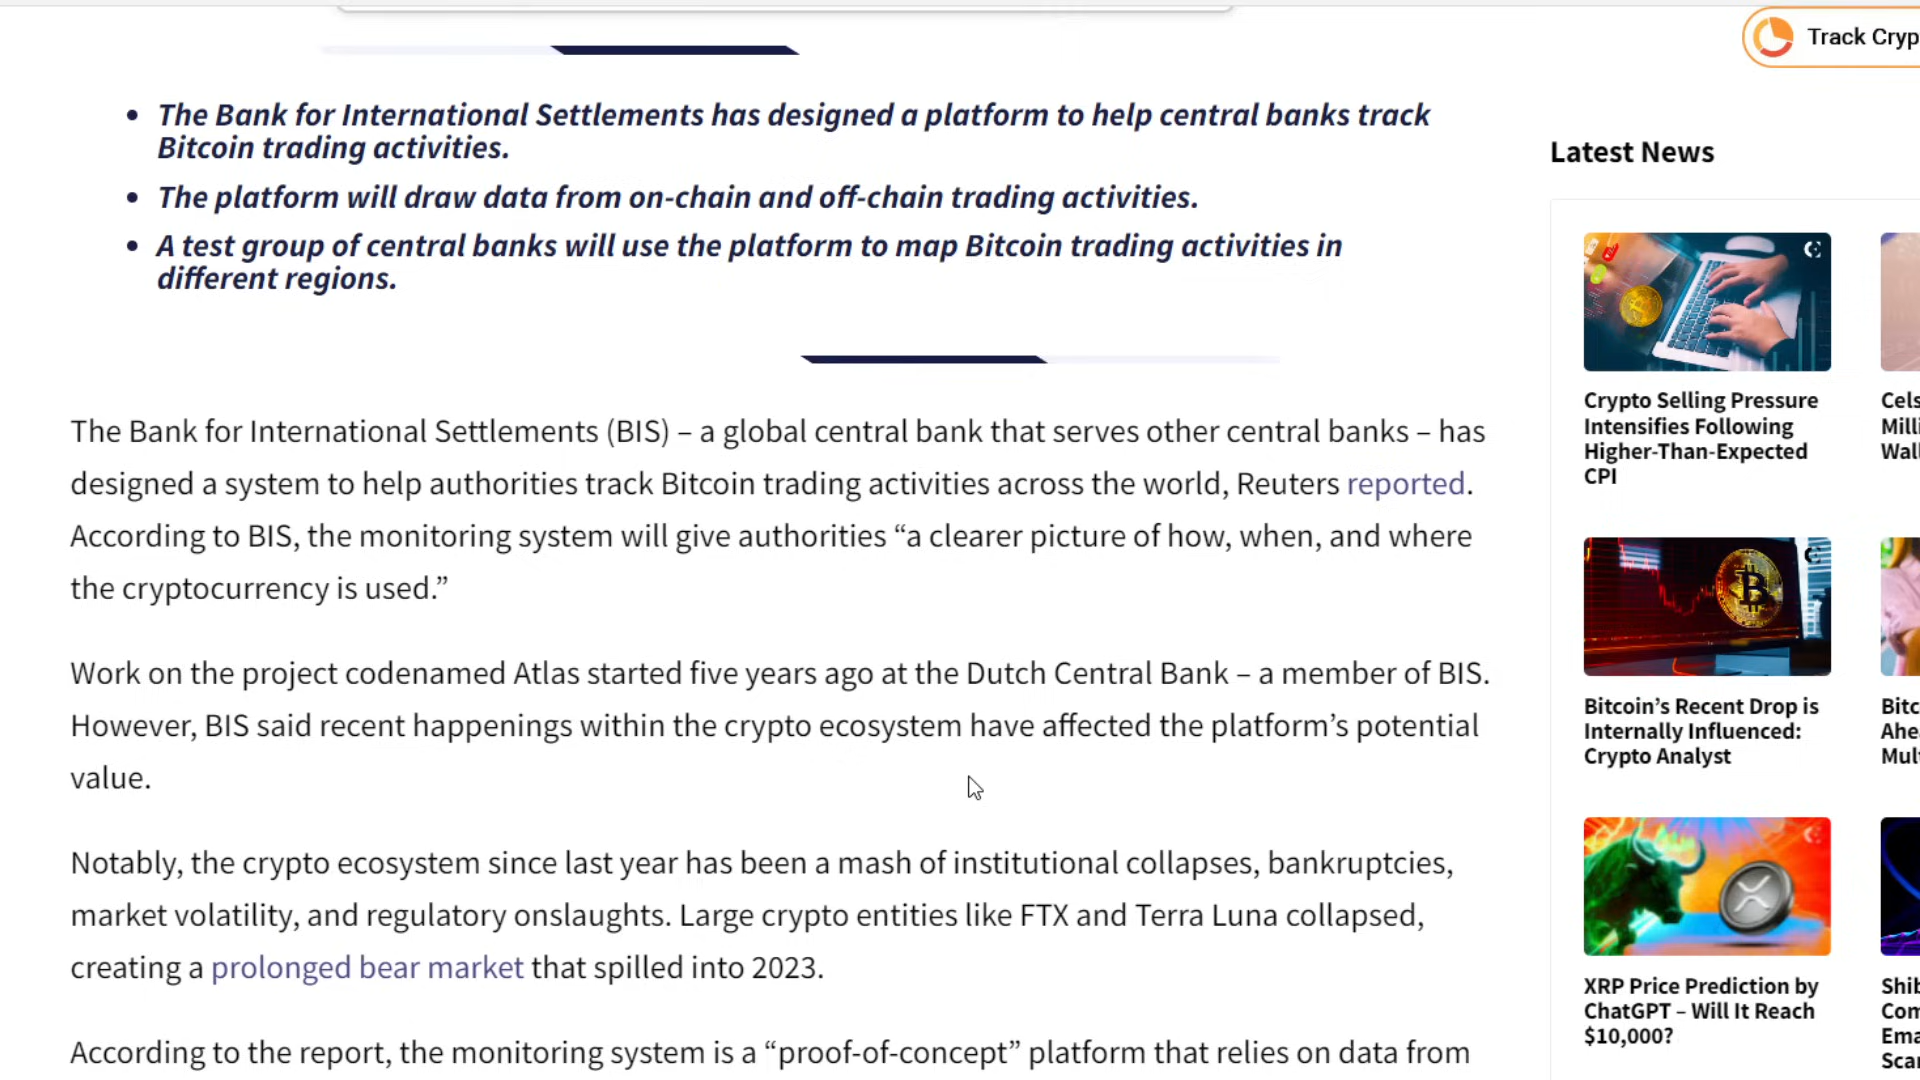 Track Cryp
The Bank for International Settlements has designed a platform to help central banks track
Bitcoin trading activities.
The platform will draw data from on-chain and off-chain trading activities.
A test group of central banks will use the platform to map Bitcoin trading activities in
different regions.
The Bank for International Settlements (BIS) – a global central bank that serves other central banks – has
designed a system to help authorities track Bitcoin trading activities across the world, Reuters reported.
According to BIS, the monitoring system will give authorities “a clearer picture of how, when, and where
the cryptocurrency is used.”
Work on the project codenamed Atlas started five years ago at the Dutch Central Bank – a member of BIS.
However, BIS said recent happenings within the crypto ecosystem have affected the platform’s potential
value.
Notably, the crypto ecosystem since last year has been a mash of institutional collapses, bankruptcies,
market volatility, and regulatory onslaughts. Large crypto entities like FTX and Terra Luna collapsed,
creating a prolonged bear market that spilled into 2023.
According to the report, the monitoring system is a “proof-of-concept” platform that relies on data from
Latest News
Crypto Selling Pressure
Intensifies Following
Higher-Than-Expected
CPI
Cels
Milli
Wall
Bitcoin’s Recent Drop is
Internally Influenced:
Crypto Analyst
Bitc
Ahe
Mult
XRP Price Prediction by
ChatGPT – Will It Reach
$10,000?
Shib
Com
Ema
Scar